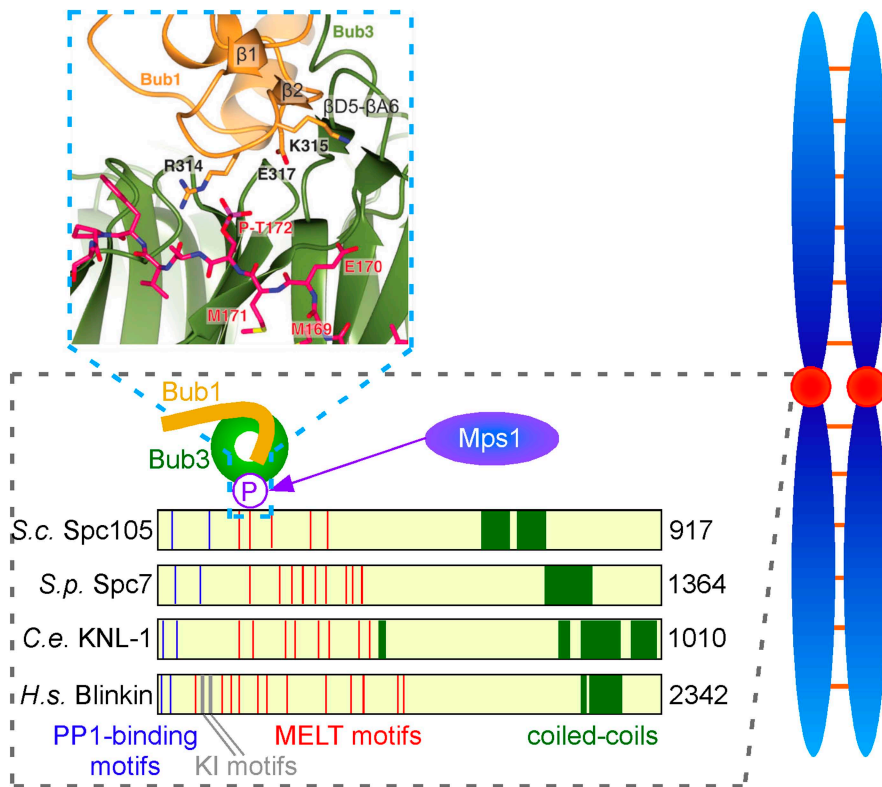 Bub3
β1
Bub1
β2
βD5-βA6
K315
R314
E317
P-T172
E170
M171
M169
Bub1
Mps1
Bub3
P
S.c. Spc105 917
S.p. Spc7 1364
C.e. KNL-1 1010
H.s. Blinkin 2342
PP1-binding
motifs
KI motifs
MELT motifs
coiled-coils